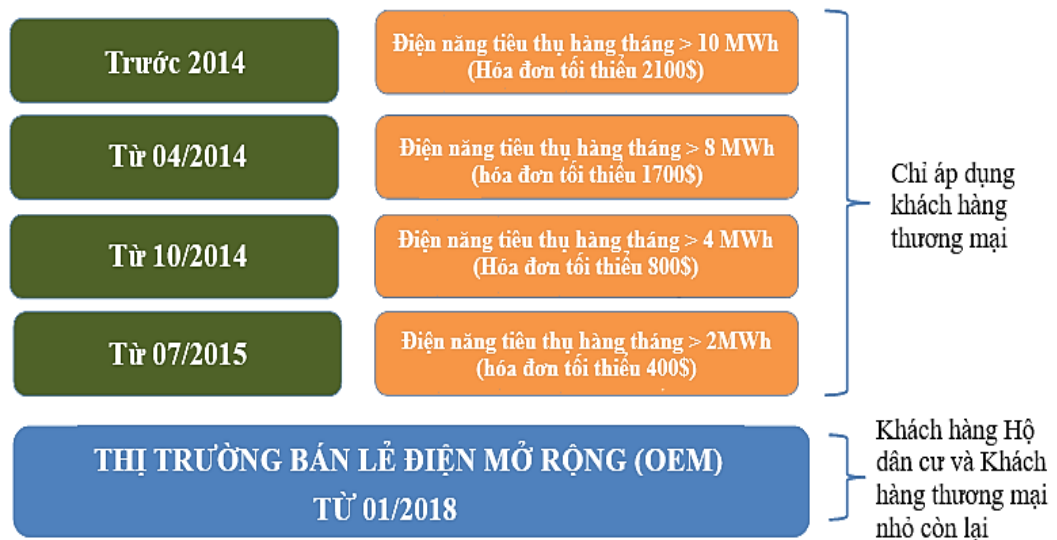 Trước 2014
Điện năng tiêu thụ hàng tháng > 10 MWh
(Hóa đơn tối thiểu 2100$)
Từ 04/2014
Điện năng tiêu thụ hàng tháng > 8 MWh
(hóa đơn tối thiểu 1700$)
Từ 10/2014
Điện năng tiêu thụ hàng tháng > 4 MWh
(Hóa đơn tối thiểu 800$)
Từ 07/2015
Điện năng tiêu thụ hàng tháng > 2MWh
(hóa đơn tối thiểu 400$)
Chỉ áp dụng
khách hàng
thương mại
THỊ TRƯỜNG BÁN LẺ ĐIỆN MỞ RỘNG (OEM)
TỪ 01/2018
Khách hàng Hộ
dân cư và Khách
hàng thương mại
nhỏ còn lại